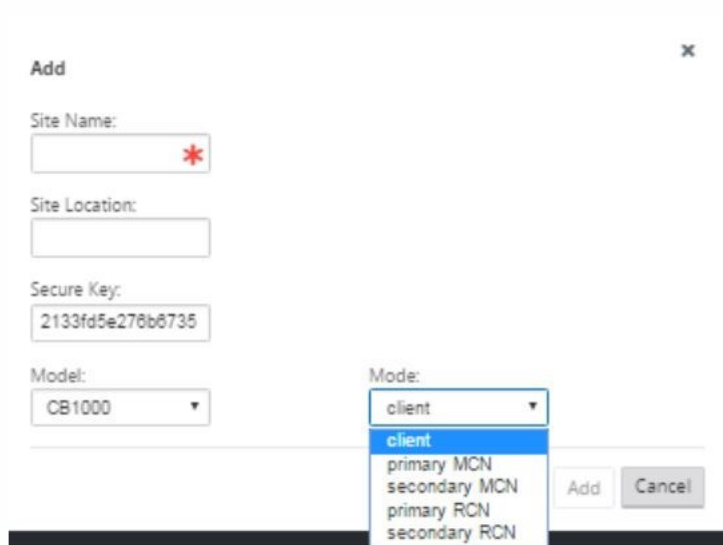 Add
Site Name:
Site Location:
Secure Key:
2133fd5e276b6735
Model:
Mode:
CB1000
client
client
primary MCN
secondary MCN
primary RCN
secondary RCN
Add
Cancel